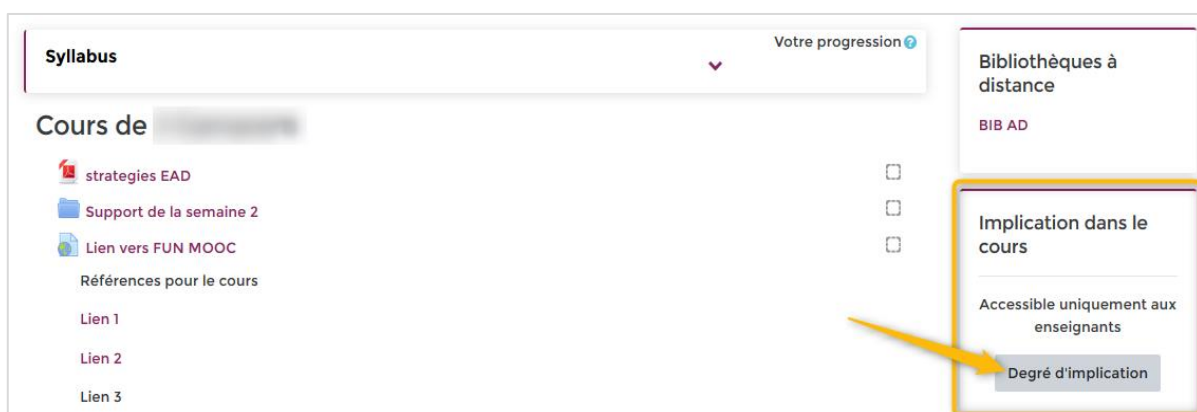 Syllabus
Votre progression
Cours de
strategies EAD
Support de la semaine 2
Lien vers FUN MOOC
Références pour le cours
Lien 1
Lien 2
Lien 3
Bibliothèques à
distance
BIB AD
Implication dans le
cours
Accessible uniquement aux
enseignants
Degré d'implication